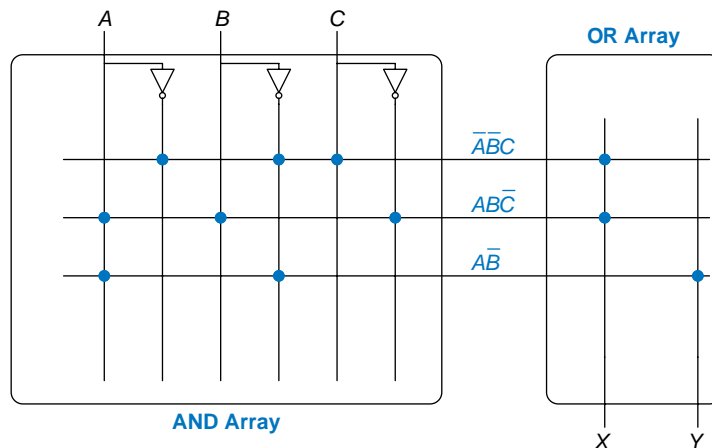 A B C
OR Array
A̅B̅C
ABC̅
AB̅
AND Array
X Y